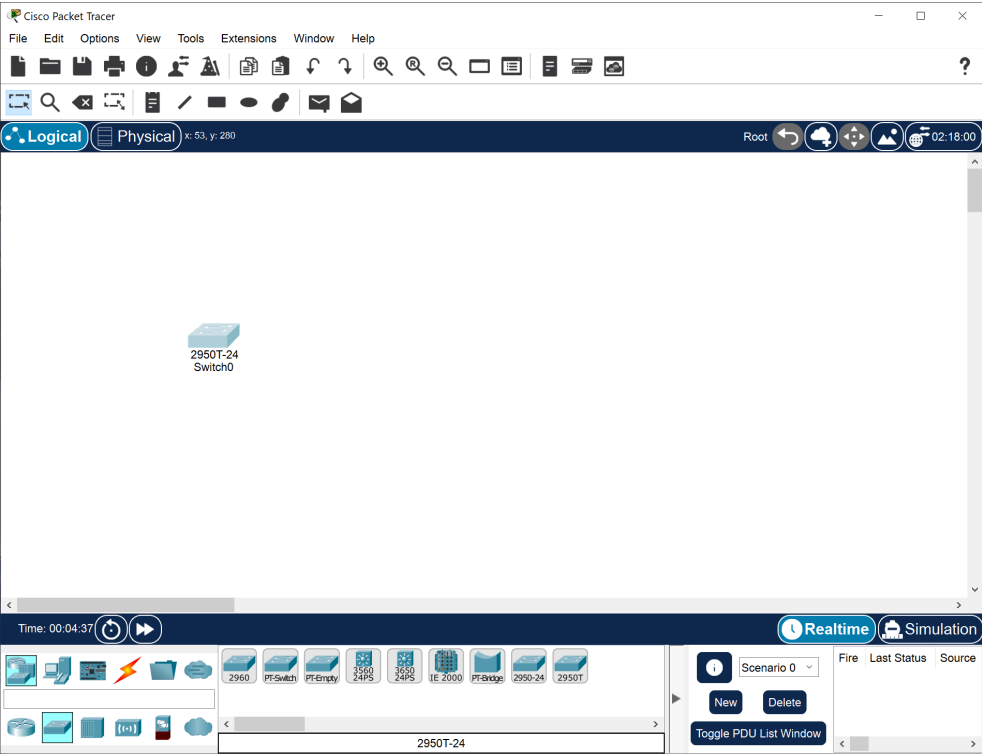 Cisco Packet Tracer
File Edit Options View Tools Extensions Window Help
Logical Physical x: 53, y: 280 Root 02:18:00
2950T-24
Switch0
Time: 00:04:37 Realtime Simulation
2960 PT-Switch PT-Empty 3560 24PS 3650 24PS IE 2000 PT-Bridge 2950-24 2950T
2950T-24
Scenario 0
New Delete
Toggle PDU List Window
Fire Last Status Source